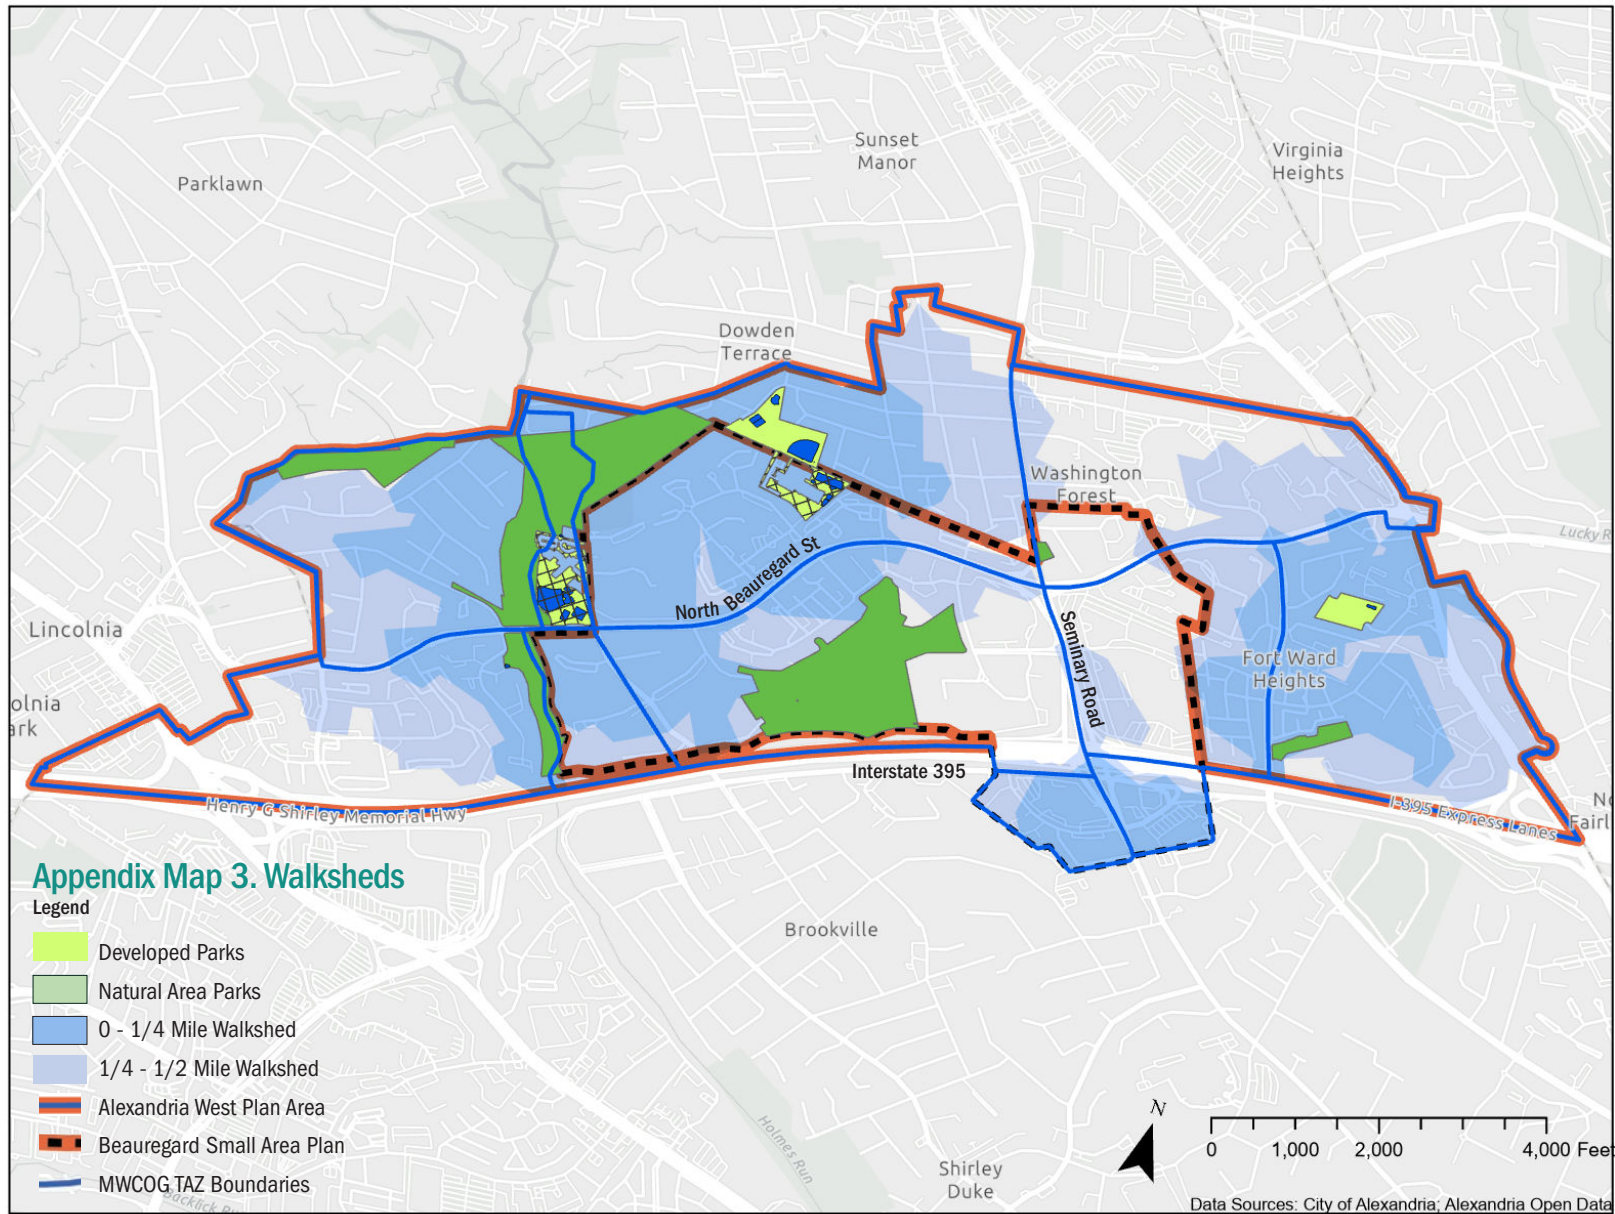 Sunset
Manor
Virginia
Heights
Parklawn
Dowden
Terrace
Washington
Forest
Lucky R
North Beauregard St
Lincolnia
Seminary Road
Fort Ward
Heights
olnia
ark
Interstate 395
Henry G Shirley Memorial Hwy
I-395 Express Lanes
No
Fairl
Appendix Map 3. Walksheds
Legend
Developed Parks
Natural Area Parks
0 - 1/4 Mile Walkshed
1/4 - 1/2 Mile Walkshed
Alexandria West Plan Area
Beauregard Small Area Plan
MWCOG TAZ Boundaries
Brookville
Holmes Run
Shirley
Duke
N
0 1,000 2,000 4,000 Feet
Data Sources: City of Alexandria; Alexandria Open Data